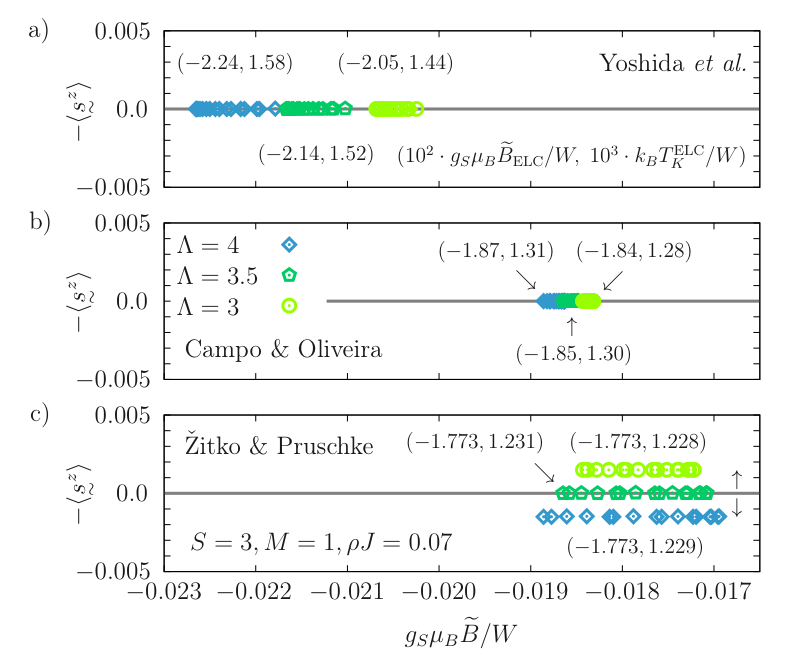 a)
0.005
(−2.24, 1.58)
(−2.05, 1.44)
Yoshida et al.
−⟨s̰ᶻ⟩
0.0
(−2.14, 1.52)
(10² · g_Sμ_B B̃_ELC/W, 10³ · k_B T_K^ELC/W)
−0.005
b)
0.005
Λ = 4
(−1.87, 1.31)
(−1.84, 1.28)
Λ = 3.5
−⟨s̰ᶻ⟩
0.0
Λ = 3
Campo & Oliveira
(−1.85, 1.30)
−0.005
c)
0.005
Žitko & Pruschke
(−1.773, 1.231)
(−1.773, 1.228)
−⟨s̰ᶻ⟩
0.0
S = 3, M = 1, ρJ = 0.07
(−1.773, 1.229)
−0.005
−0.023 −0.022 −0.021 −0.020 −0.019 −0.018 −0.017
g_Sμ_B B̃/W